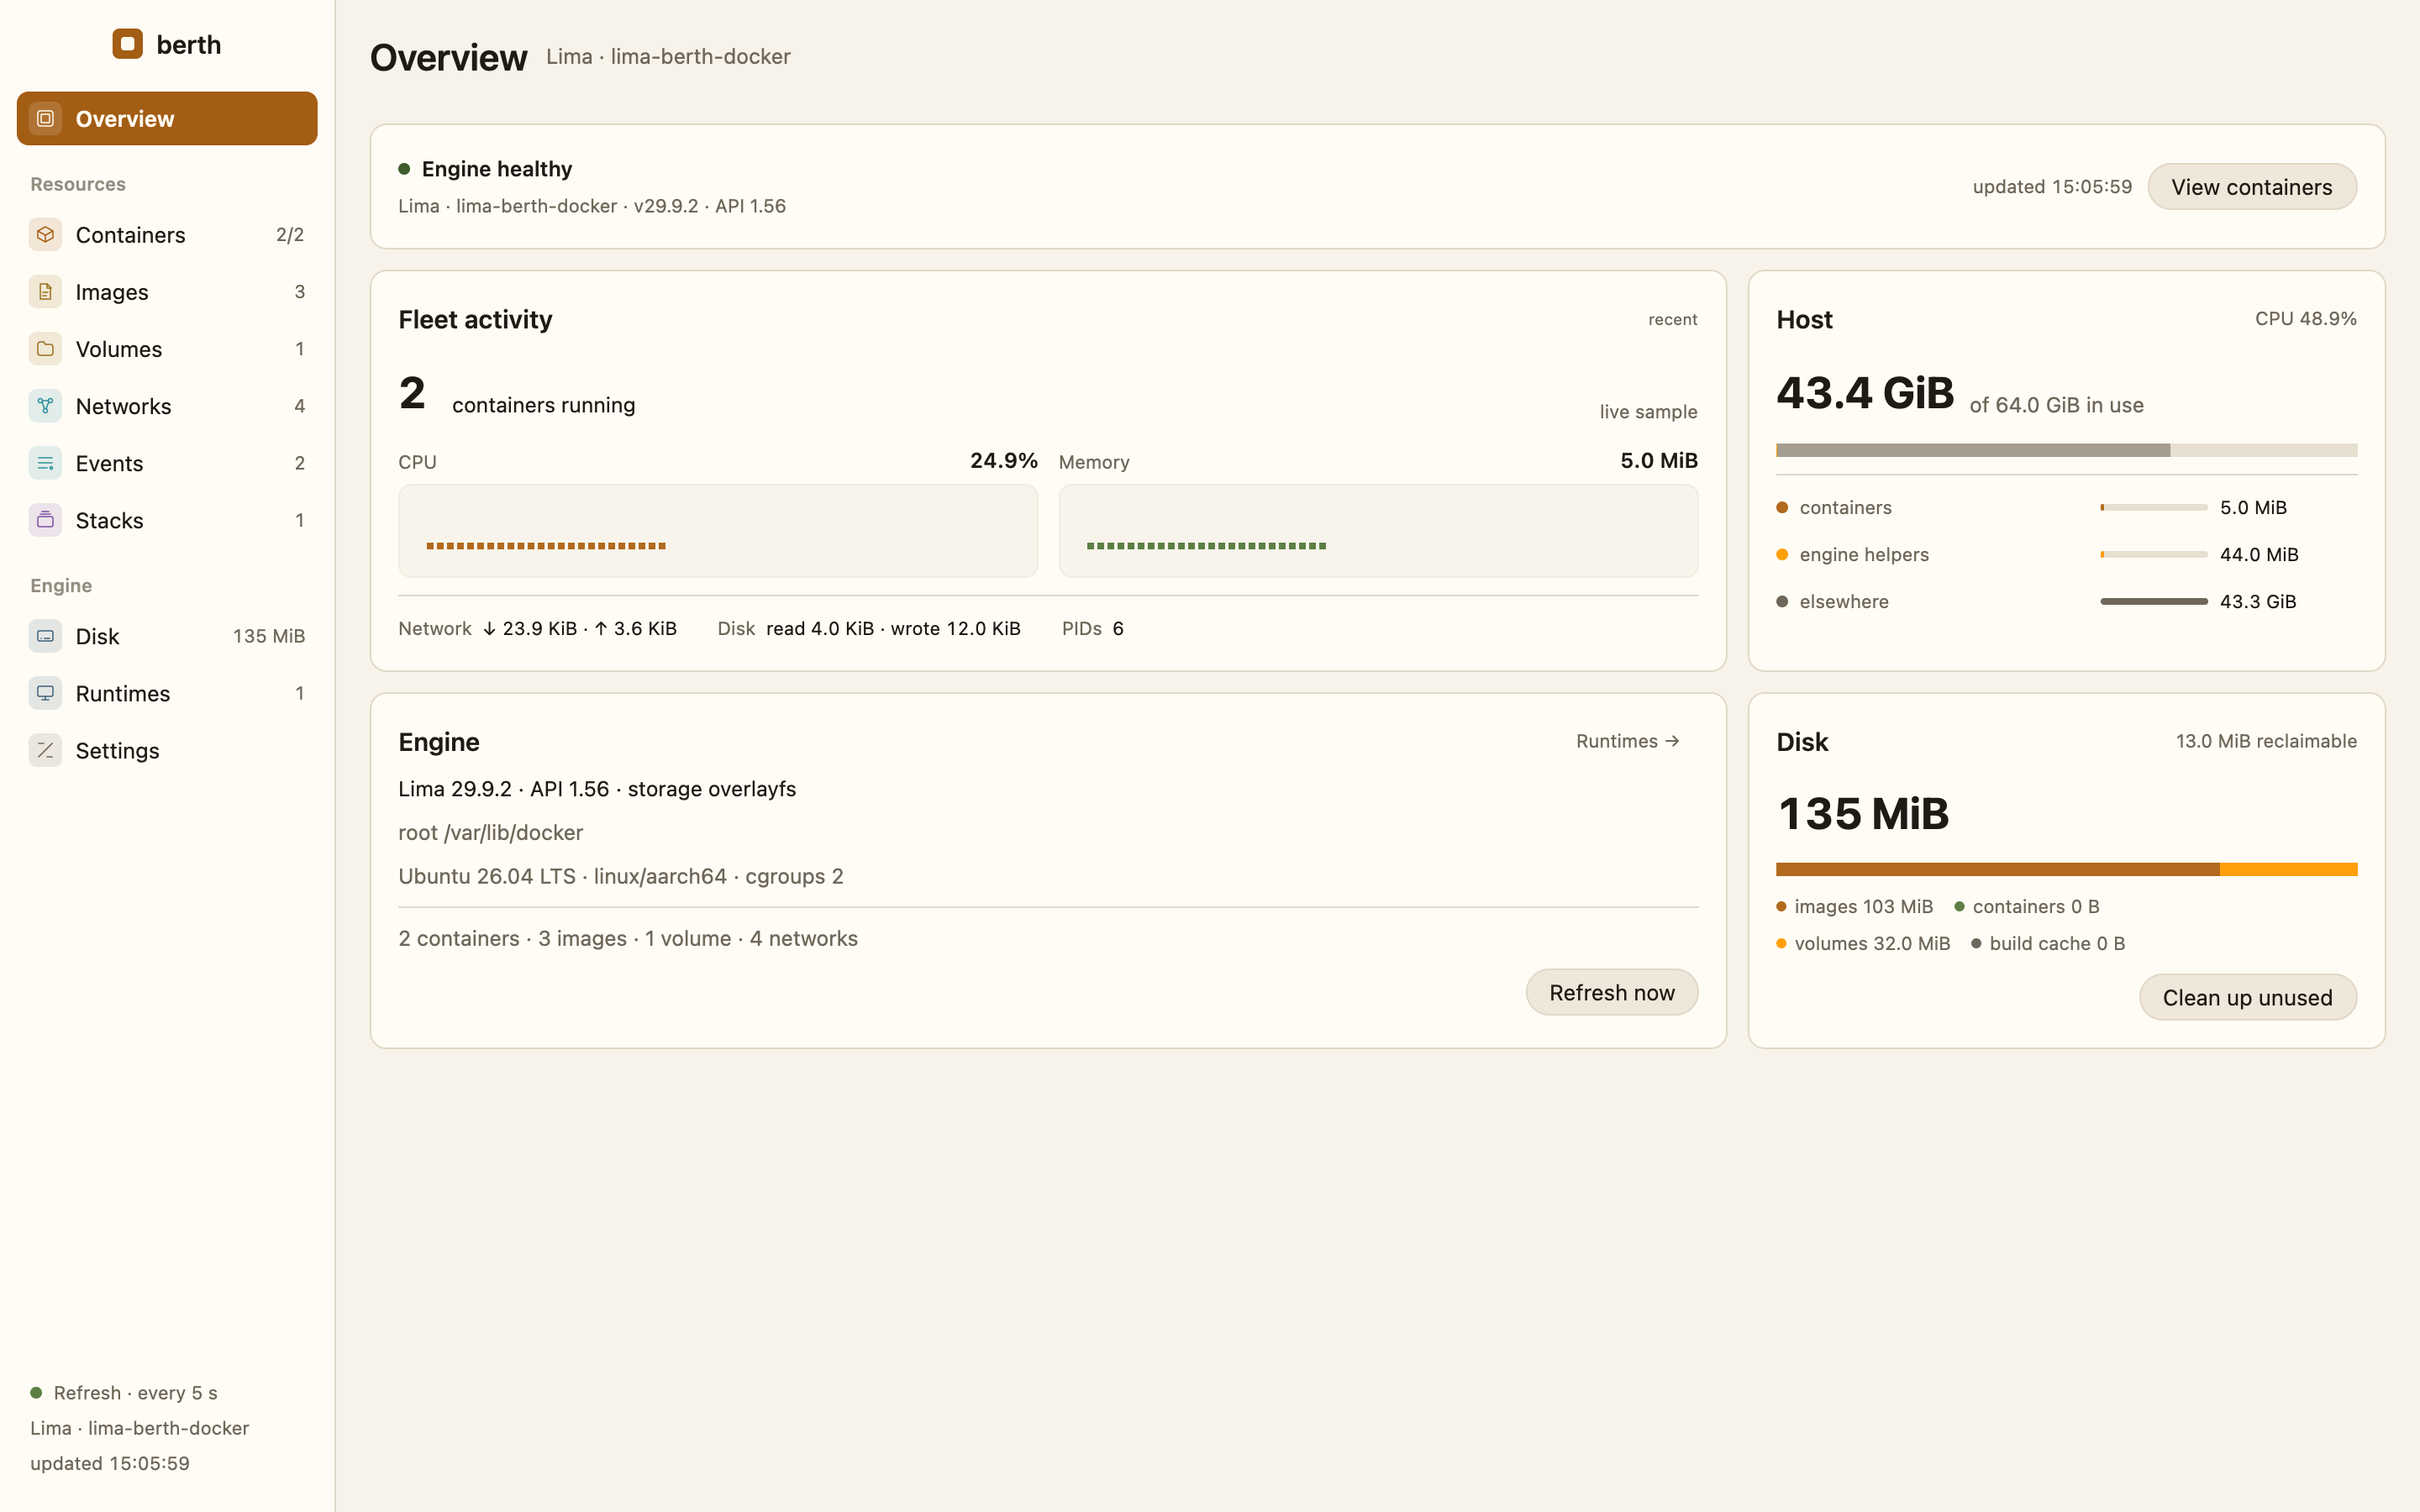 berth
Overview
Resources
Containers 2/2
Images 3
Volumes 1
Networks 4
Events 2
Stacks 1
Engine
Disk 135 MiB
Runtimes 1
Settings
Refresh · every 5 s
Lima · lima-berth-docker
updated 15:05:59
Overview Lima · lima-berth-docker
Engine healthy
Lima · lima-berth-docker · v29.9.2 · API 1.56
updated 15:05:59 View containers
Fleet activity recent
2 containers running live sample
CPU 24.9% Memory 5.0 MiB
Network ↓ 23.9 KiB · ↑ 3.6 KiB Disk read 4.0 KiB · wrote 12.0 KiB PIDs 6
Host CPU 48.9%
43.4 GiB of 64.0 GiB in use
containers 5.0 MiB
engine helpers 44.0 MiB
elsewhere 43.3 GiB
Engine Runtimes →
Lima 29.9.2 · API 1.56 · storage overlayfs
root /var/lib/docker
Ubuntu 26.04 LTS · linux/aarch64 · cgroups 2
2 containers · 3 images · 1 volume · 4 networks
Refresh now
Disk 13.0 MiB reclaimable
135 MiB
images 103 MiB containers 0 B
volumes 32.0 MiB build cache 0 B
Clean up unused